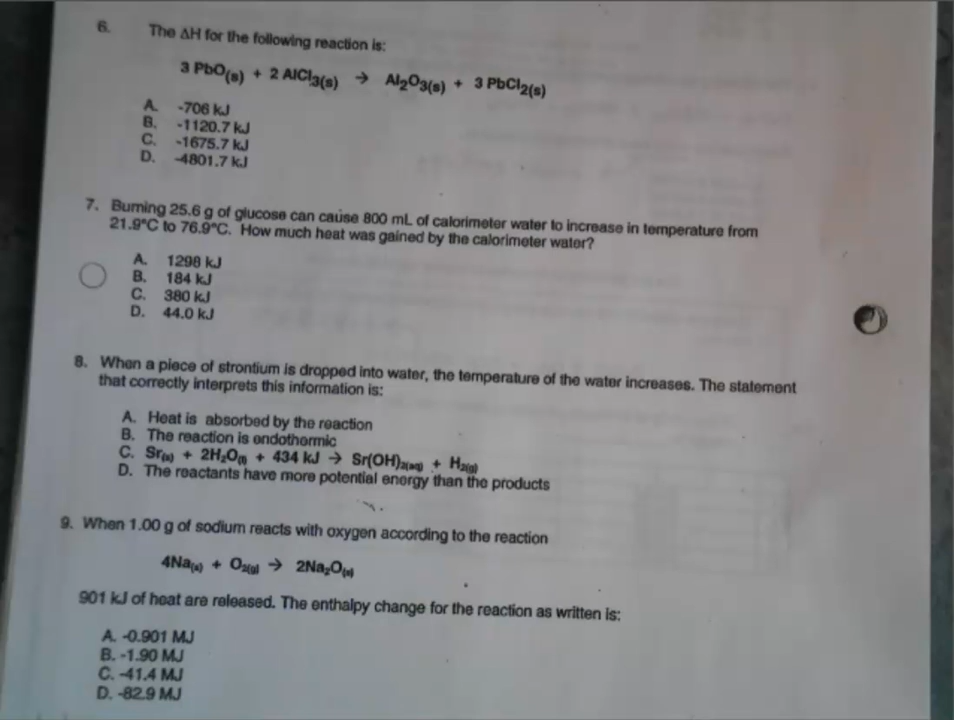 6. The ΔH for the following reaction is:
3 PbO(s) + 2 AlCl3(s) → Al2O3(s) + 3 PbCl2(s)
A. -706 kJ
B. -1120.7 kJ
C. -1675.7 kJ
D. -4801.7 kJ
7. Burning 25.6 g of glucose can cause 800 mL of calorimeter water to increase in temperature from
21.9°C to 76.9°C. How much heat was gained by the calorimeter water?
A. 1298 kJ
B. 184 kJ
C. 380 kJ
D. 44.0 kJ
8. When a piece of strontium is dropped into water, the temperature of the water increases. The statement
that correctly interprets this information is:
A. Heat is absorbed by the reaction
B. The reaction is endothermic
C. Sr(s) + 2H2O(l) + 434 kJ → Sr(OH)2(aq) + H2(g)
D. The reactants have more potential energy than the products
9. When 1.00 g of sodium reacts with oxygen according to the reaction
4Na(s) + O2(g) → 2Na2O(s)
901 kJ of heat are released. The enthalpy change for the reaction as written is:
A. -0.901 MJ
B. -1.90 MJ
C. -41.4 MJ
D. -82.9 MJ